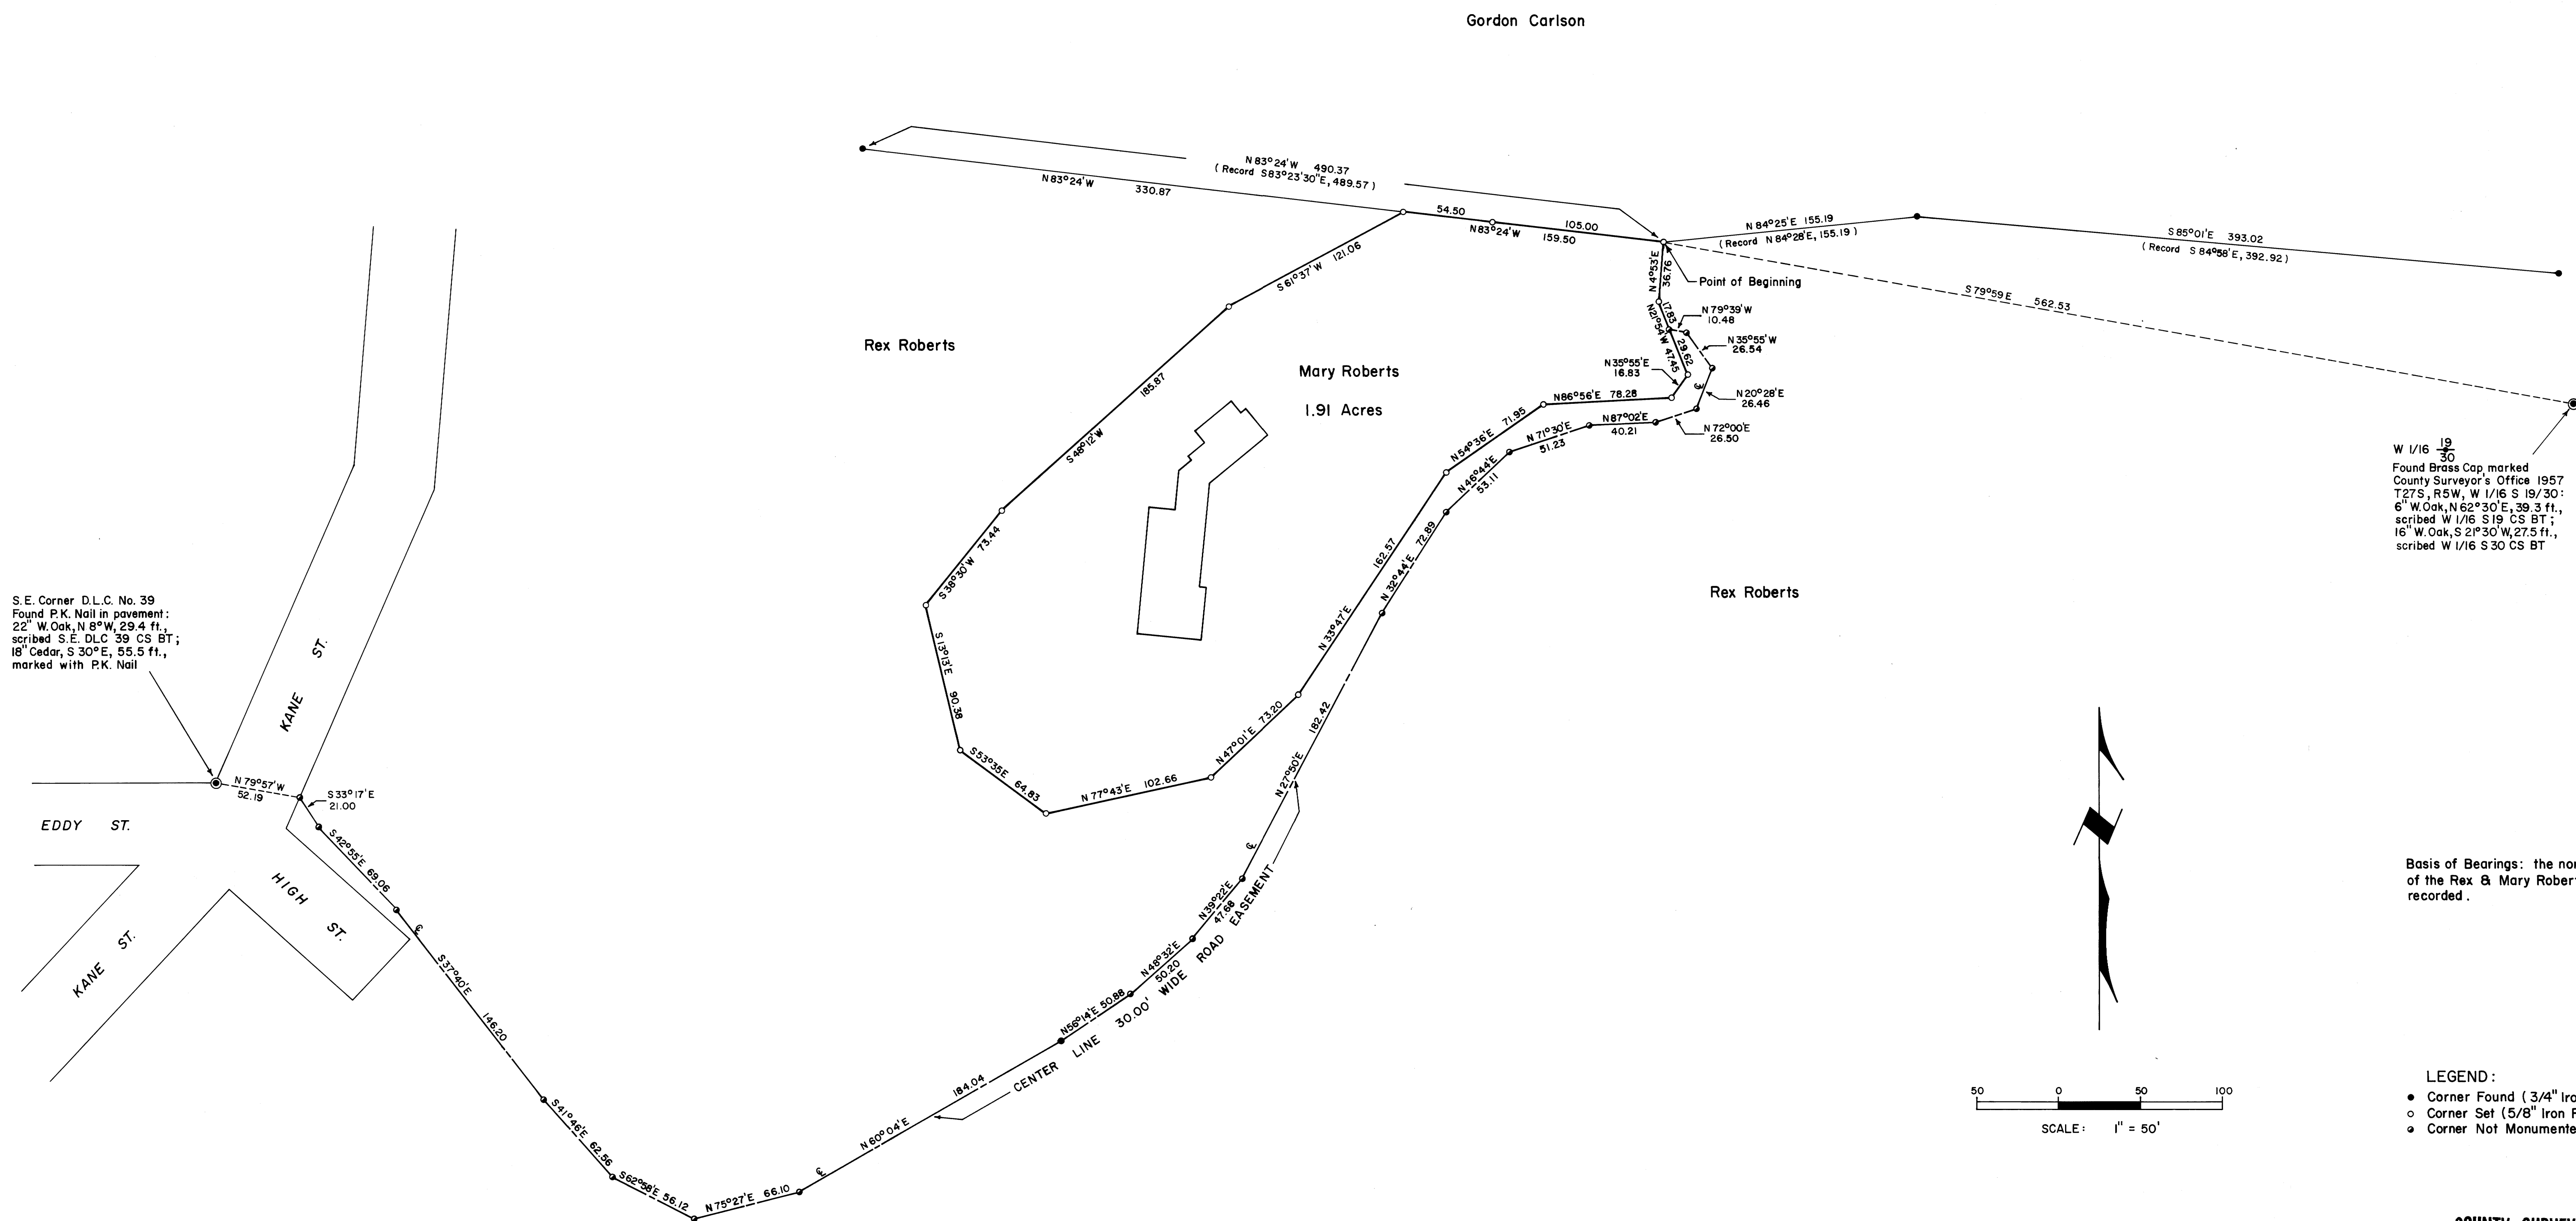 Gordon Carlson
N 83°24'W 490.37
( Record S83°23'30"E, 489.57 )
N 83°24'W 330.87
54.50
105.00
N83°24'W 159.50
N 84°25'E 155.19
( Record N 84°28'E, 155.19 )
S 85°01'E 393.02
( Record S 84°58'E, 392.92 )
S 79°59'E 562.53
N 4°53'E
36.76
Point of Beginning
17.83
N 79°39'W
10.48
N21°54'W 47.45
29.62
N 35°55'W
26.54
N 35°55'E
16.83
N 20°28'E
26.46
N 72°00'E
26.50
S 61°37'W 121.06
Rex Roberts
Mary Roberts
1.91 Acres
185.87
S 48°12'W
N86°56'E 78.28
N87°02'E
40.21
N 71°30'E
51.23
N 54°36'E 71.95
N 46°44'E
53.11
N 32°44'E 72.89
162.57
N 33°47'E
S 38°30'W 73.44
S 13°13'E 90.38
S53°35'E 64.83
N 77°43'E 102.66
N 47°01'E 73.20
Rex Roberts
W 1/16 19
30
Found Brass Cap marked
County Surveyor's Office 1957
T27S, R5W, W 1/16 S 19/30:
6" W.Oak, N 62°30'E, 39.3 ft.,
scribed W 1/16 S19 CS BT;
16" W.Oak, S 21°30'W, 27.5 ft.,
scribed W 1/16 S 30 CS BT
S.E. Corner D.L.C. No. 39
Found P.K. Nail in pavement:
22" W.Oak, N 8°W, 29.4 ft.,
scribed S.E. DLC 39 CS BT;
18" Cedar, S 30°E, 55.5 ft.,
marked with P.K. Nail
KANE ST.
N 79°57'W
52.19
S 33°17'E
21.00
EDDY ST.
HIGH ST.
KANE ST.
S 42°55'E 69.06
℄
S 37°40'E 146.20
S 41°46'E 62.56
S62°58'E 56.12
N 75°27'E 66.10
℄
N 60°04'E 184.04
N56°14'E 50.88
N48°32'E
50.20
N39°22'E
47.68
℄
N 27°50'E 182.42
℄
CENTER LINE 30.00' WIDE ROAD EASEMENT
Basis of Bearings: the nor
of the Rex & Mary Rober
recorded .
50 0 50 100
SCALE: 1" = 50'
LEGEND:
Corner Found ( 3/4" Iro
Corner Set (5/8" Iron
Corner Not Monumente